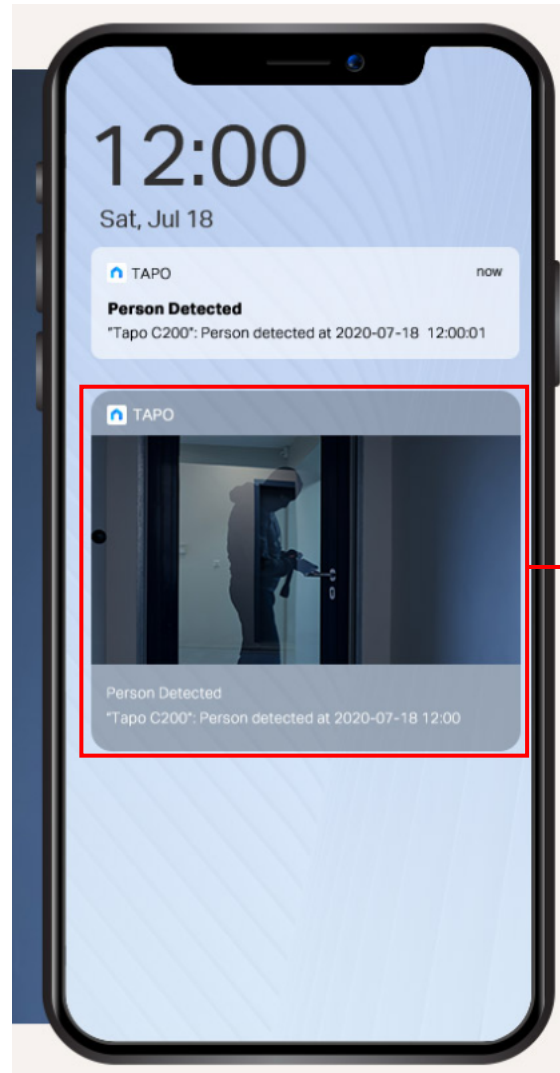 12:00
Sat, Jul 18
TAPO now
Person Detected
"Tapo C200": Person detected at 2020-07-18 12:00:01
TAPO
Person Detected
"Tapo C200": Person detected at 2020-07-18 12:00